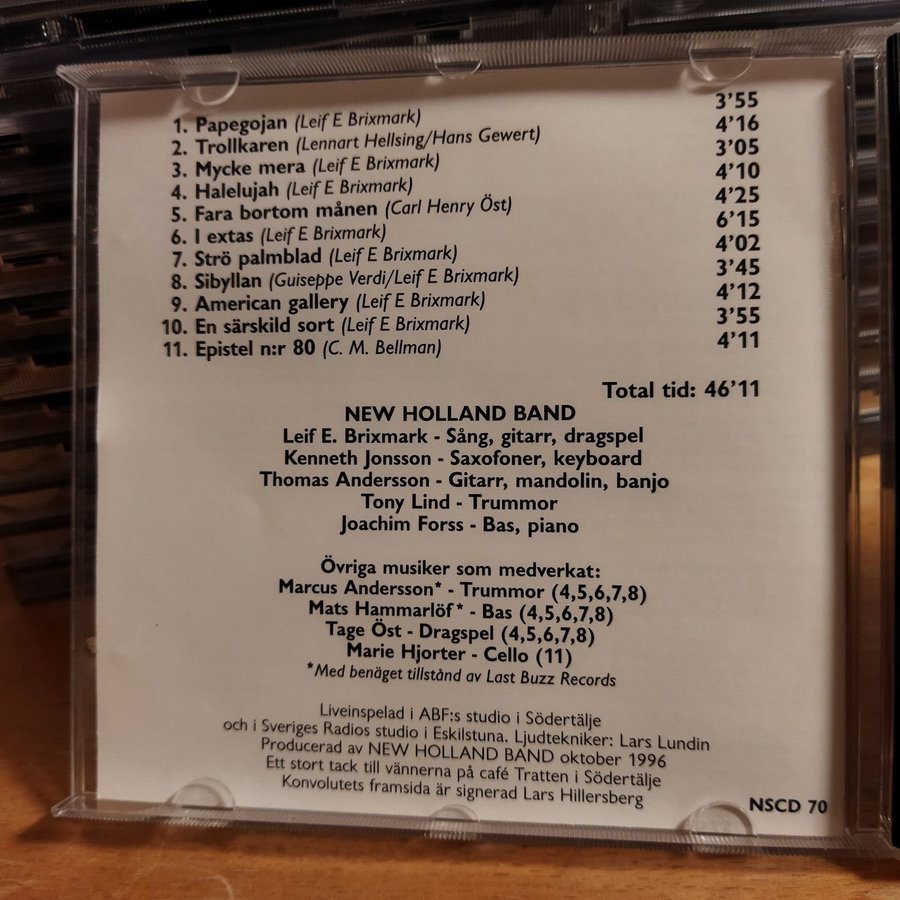 1. Papegojan (Leif E Brixmark) 3'55
2. Trollkaren (Lennart Hellsing/Hans Gewert) 4'16
3. Mycke mera (Leif E Brixmark) 3'05
4. Halelujah (Leif E Brixmark) 4'10
5. Fara bortom månen (Carl Henry Öst) 4'25
6. I extas (Leif E Brixmark) 6'15
7. Strö palmblad (Leif E Brixmark) 4'02
8. Sibyllan (Guiseppe Verdi/Leif E Brixmark) 3'45
9. American gallery (Leif E Brixmark) 4'12
10. En särskild sort (Leif E Brixmark) 3'55
11. Epistel n:r 80 (C. M. Bellman) 4'11
Total tid: 46'11
NEW HOLLAND BAND
Leif E. Brixmark - Sång, gitarr, dragspel
Kenneth Jonsson - Saxofoner, keyboard
Thomas Andersson - Gitarr, mandolin, banjo
Tony Lind - Trummor
Joachim Forss - Bas, piano
Övriga musiker som medverkat:
Marcus Andersson* - Trummor (4,5,6,7,8)
Mats Hammarlöf* - Bas (4,5,6,7,8)
Tage Öst - Dragspel (4,5,6,7,8)
Marie Hjorter - Cello (11)
*Med benäget tillstånd av Last Buzz Records
Liveinspelad i ABF:s studio i Södertälje
och i Sveriges Radios studio i Eskilstuna. Ljudtekniker: Lars Lundin
Producerad av NEW HOLLAND BAND oktober 1996
Ett stort tack till vännerna på café Tratten i Södertälje
Konvolutets framsida är signerad Lars Hillersberg
NSCD 70